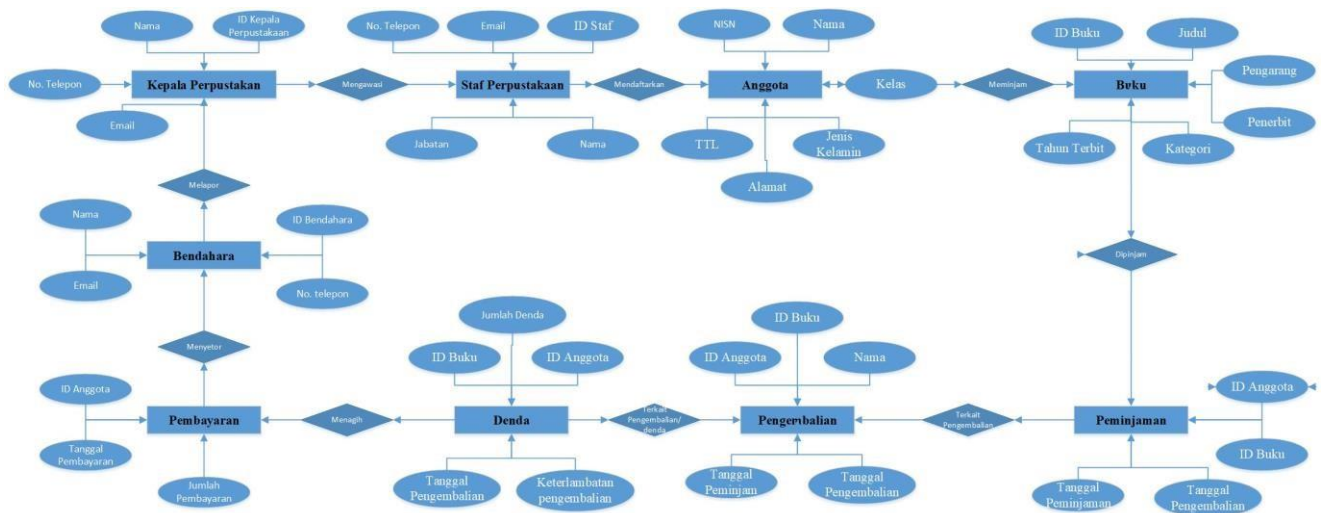 Nama
ID Kepala
Perpustakaan
No. Telepon
Kepala Perpustakan
Email
Mengawasi
No. Telepon
Email
ID Staf
Staf Perpustakaan
Jabatan
Nama
Mendaftarkan
NISN
Nama
Anggota
Kelas
TTL
Jenis
Kelamin
Alamat
Meminjam
ID Buku
Judul
Buku
Pengarang
Penerbit
Tahun Terbit
Kategori
Melapor
Nama
ID Bendahara
Bendahara
Email
No. telepon
Dipinjam
Menyetor
ID Anggota
Pembayaran
Tanggal
Pembayaran
Jumlah
Pembayaran
Menagih
Jumlah Denda
ID Buku
ID Anggota
Denda
Tanggal
Pengembalian
Keterlambatan
pengembalian
Terkait
Pengembalian/
denda
ID Buku
ID Anggota
Nama
Pengembalian
Tanggal
Peminjam
Tanggal
Pengembalian
Terkait
Pengembalian
ID Anggota
Peminjaman
ID Buku
Tanggal
Peminjaman
Tanggal
Pengembalian